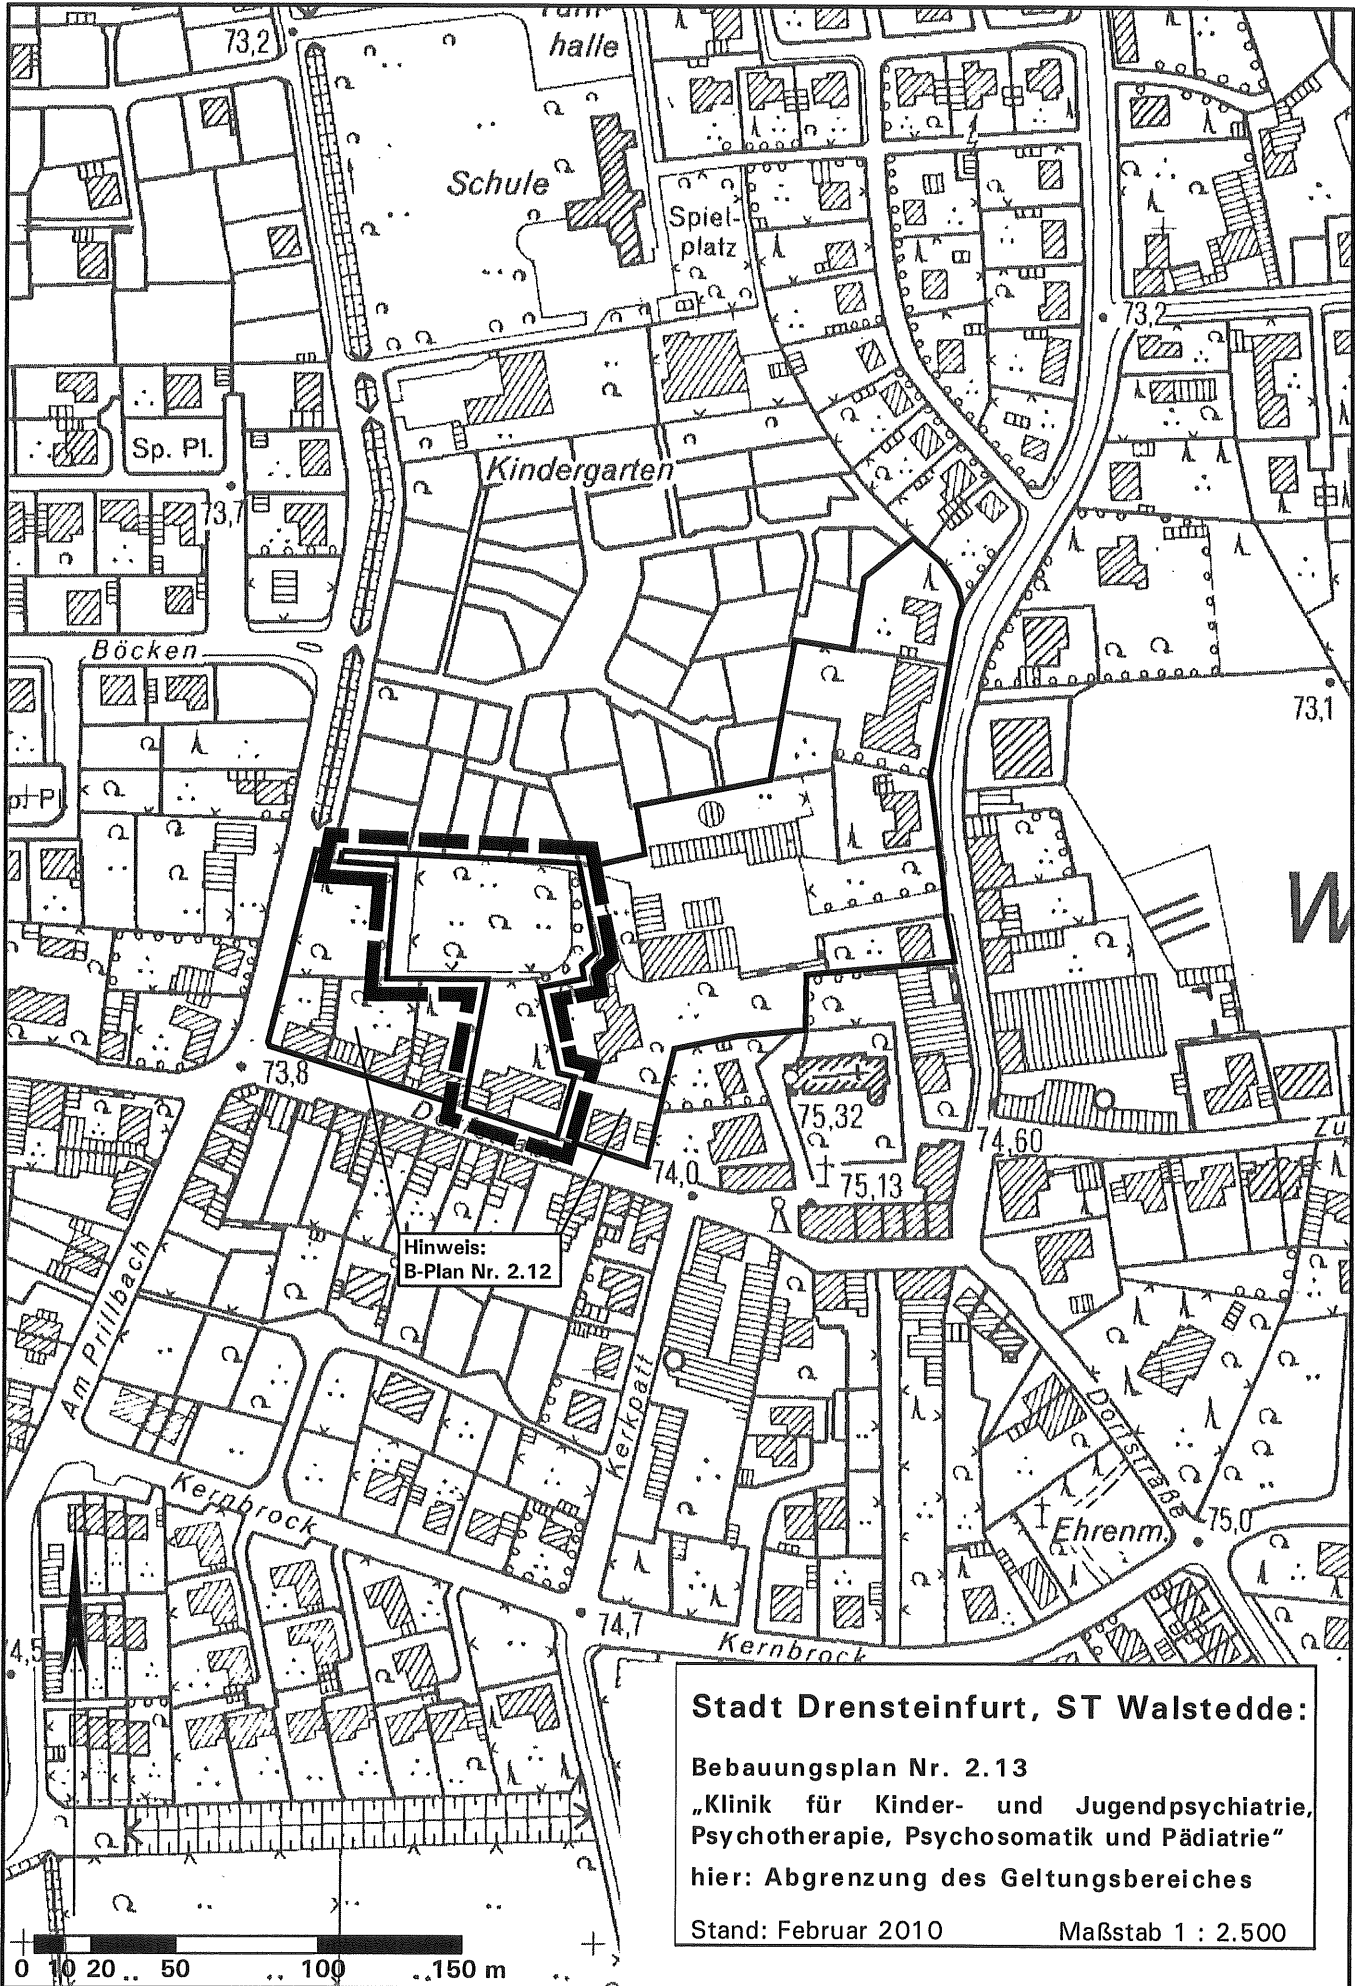 73,2
halle
Schule
Spiel-
platz
73,2
Sp. Pl.
Kindergarten
73,7
Böcken
73,1
Pl
W
73,8
D
75,32
74,60
Zu
74,0
75,13
Hinweis:
B-Plan Nr. 2.12
Am Prillbach
Kerkpatt
Dorfstraße
Kernbrock
Ehrenm.
75,0
74,7
Kernbrock
4,5
Stadt Drensteinfurt, ST Walstedde:
Bebauungsplan Nr. 2.13
„Klinik für Kinder- und Jugendpsychiatrie,
Psychotherapie, Psychosomatik und Pädiatrie“
hier: Abgrenzung des Geltungsbereiches
Stand: Februar 2010 Maßstab 1 : 2.500
0 10 20 50 100 150 m